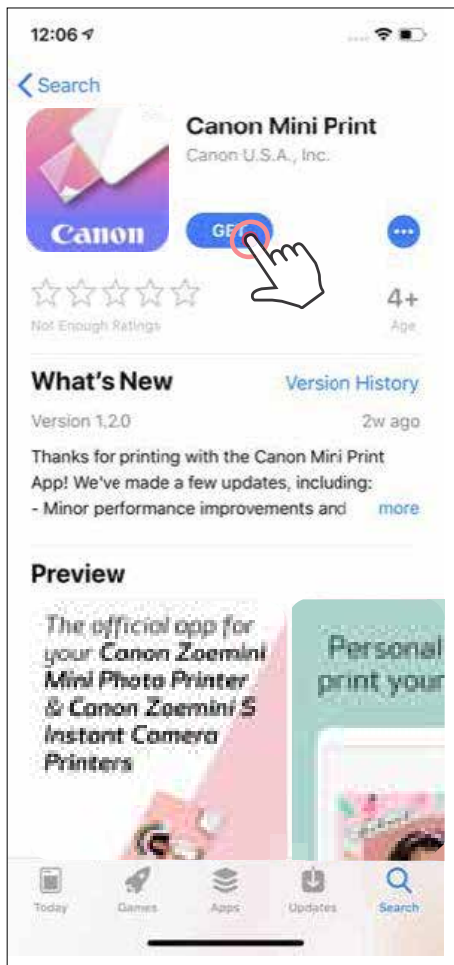 12:06
Search
Canon Mini Print
Canon U.S.A., Inc.
Canon
GET
Not Enough Ratings
4+
Age
What's New
Version History
Version 1.2.0
2w ago
Thanks for printing with the Canon Mini Print
App! We've made a few updates, including:
- Minor performance improvements and more
Preview
The official app for
your Canon Zoemini
Mini Photo Printer
& Canon Zoemini S
Instant Camera
Printers
Personal
print your
Today
Games
Apps
Updates
Search